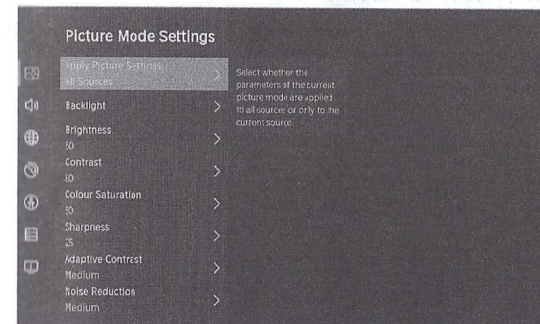 Picture Mode Settings
Apply Picture Settings
All Sources
Backlight
Brightness
50
Contrast
Colour Saturation
50
Sharpness
25
Adaptive Contrast
Medium
Noise Reduction
Medium
Select whether the
parameters of the current
picture mode are applied
to all sources or only to the
current source.